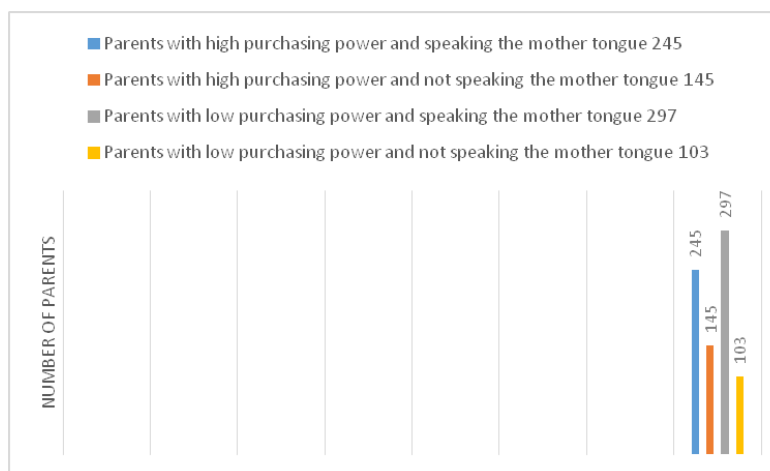 Parents with high purchasing power and speaking the mother tongue 245
Parents with high purchasing power and not speaking the mother tongue 145
Parents with low purchasing power and speaking the mother tongue 297
Parents with low purchasing power and not speaking the mother tongue 103
NUMBER OF PARENTS
245
145
297
103